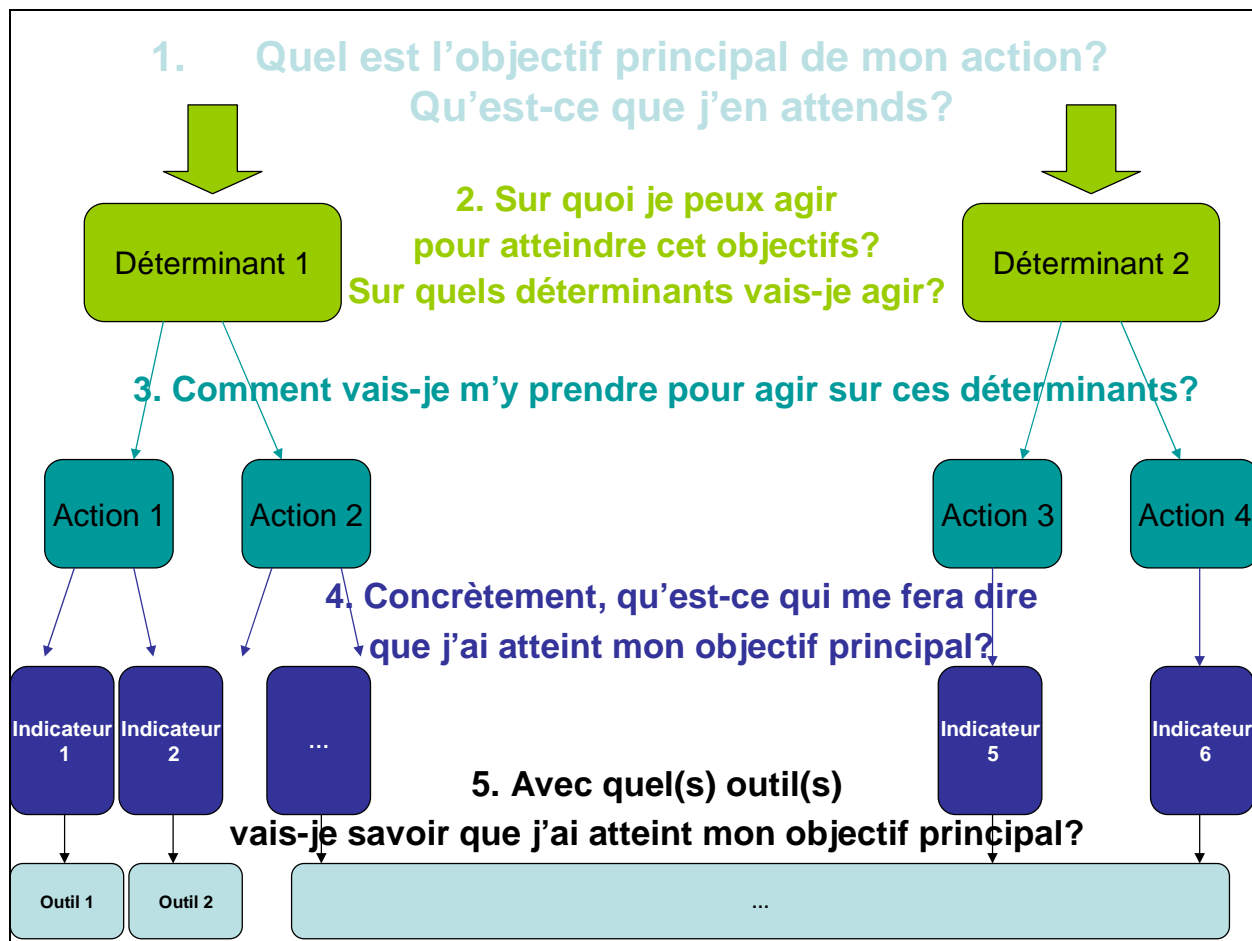 1. Quel est l’objectif principal de mon action?
Qu’est-ce que j’en attends?
2. Sur quoi je peux agir
pour atteindre cet objectifs?
Sur quels déterminants vais-je agir?
Déterminant 1
Déterminant 2
3. Comment vais-je m’y prendre pour agir sur ces déterminants?
Action 1
Action 2
Action 3
Action 4
4. Concrètement, qu’est-ce qui me fera dire
que j’ai atteint mon objectif principal?
Indicateur
1
Indicateur
2
…
Indicateur
5
Indicateur
6
5. Avec quel(s) outil(s)
vais-je savoir que j’ai atteint mon objectif principal?
Outil 1
Outil 2
…